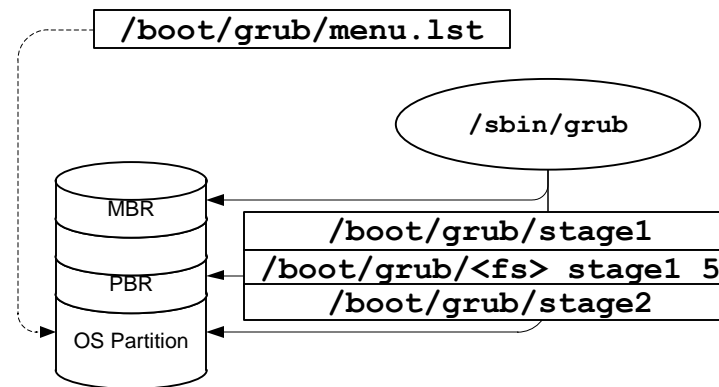 /boot/grub/menu.lst
/sbin/grub
MBR
/boot/grub/stage1
PBR
/boot/grub/<fs> stage1 5
/boot/grub/stage2
OS Partition